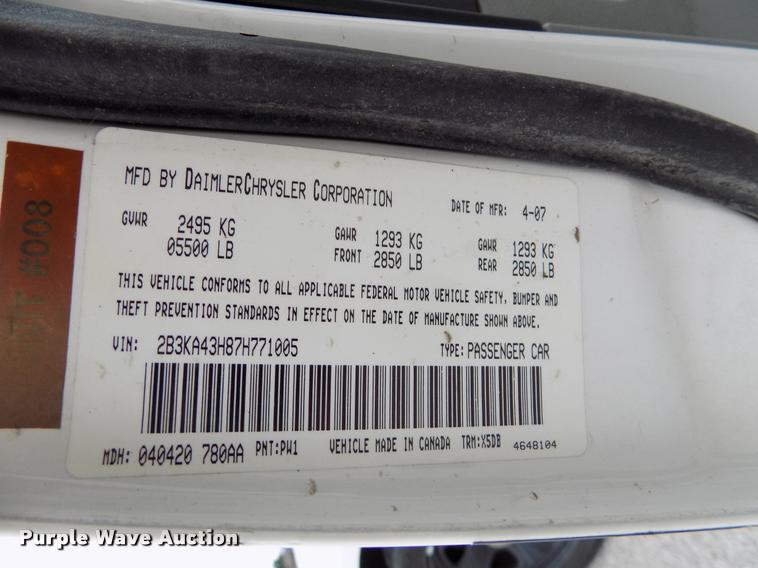 MFD BY DAIMLERCHRYSLER CORPORATION DATE OF MFR: 4-07
GVWR 2495 KG GAWR 1293 KG GAWR 1293 KG
05500 LB FRONT 2850 LB REAR 2850 LB
THIS VEHICLE CONFORMS TO ALL APPLICABLE FEDERAL MOTOR VEHICLE SAFETY, BUMPER AND
THEFT PREVENTION STANDARDS IN EFFECT ON THE DATE OF MANUFACTURE SHOWN ABOVE.
VIN: 2B3KA43H87H771005 TYPE: PASSENGER CAR
MDH: 040420 780AA PNT: PW1 VEHICLE MADE IN CANADA TRM: X5DB 4648104
#008
Purple Wave Auction